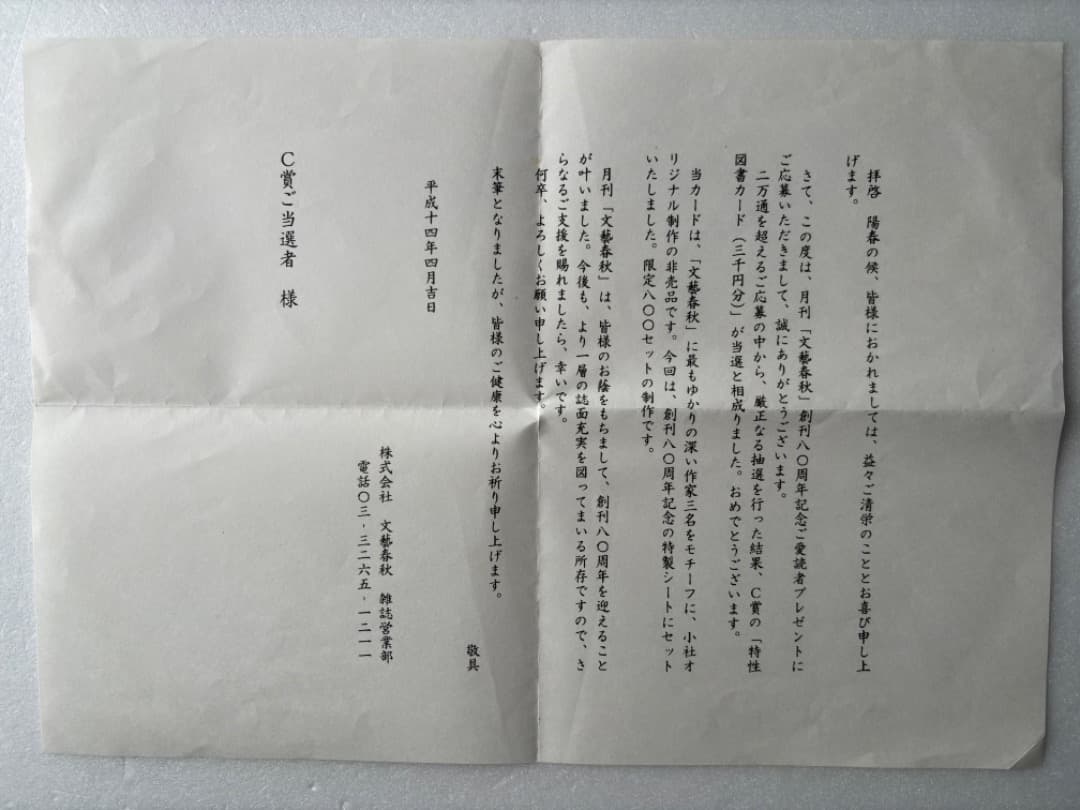 拝啓　陽春の候、皆様におかれましては、益々ご清栄のこととお喜び申し上
げます。
さて、この度は、月刊「文藝春秋」創刊八〇周年記念ご愛読者プレゼントに
ご応募いただきまして、誠にありがとうございます。
二万通を超えるご応募の中から、厳正なる抽選を行った結果、Ｃ賞の「特性
図書カード（三千円分）」が当選と相成りました。おめでとうございます。
当カードは、「文藝春秋」に最もゆかりの深い作家三名をモチーフに、小社オ
リジナル制作の非売品です。今回は、創刊八〇周年記念の特製シートにセット
いたしました。限定八〇〇セットの制作です。
月刊「文藝春秋」は、皆様のお蔭をもちまして、創刊八〇周年を迎えること
が叶いました。今後も、より一層の誌面充実を図ってまいる所存ですので、さ
らなるご支援を賜れましたら、幸いです。
何卒、よろしくお願い申し上げます。
末筆となりましたが、皆様のご健康を心よりお祈り申し上げます。
敬具
平成十四年四月吉日
株式会社　文藝春秋　雑誌営業部
電話〇三‐三二六五‐一二一一
Ｃ賞ご当選者　様